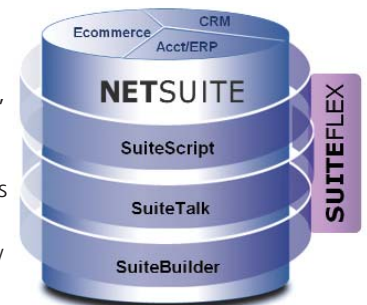 CRM
Ecommerce
Acct/ERP
NETSUITE
SuiteScript
SuiteTalk
SuiteBuilder
SUITEFLEX